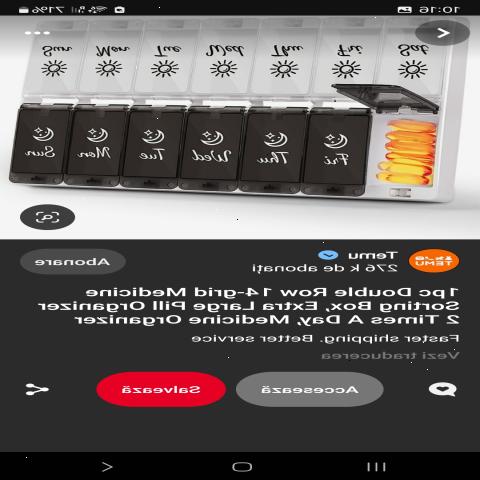 10:16
71%
Sun Mon Tue Wed Thu Fri Sat
Sun Mon Tue Wed Thu Fri
TEMU
Temu
276 k de abonați
Abonare
1pc Double Row 14-grid Medicine
Sorting Box, Extra Large Pill Organizer
2 Times A Day, Medicine Organizer
Faster shipping. Better service
Vezi traducerea
Accesează
Salvează